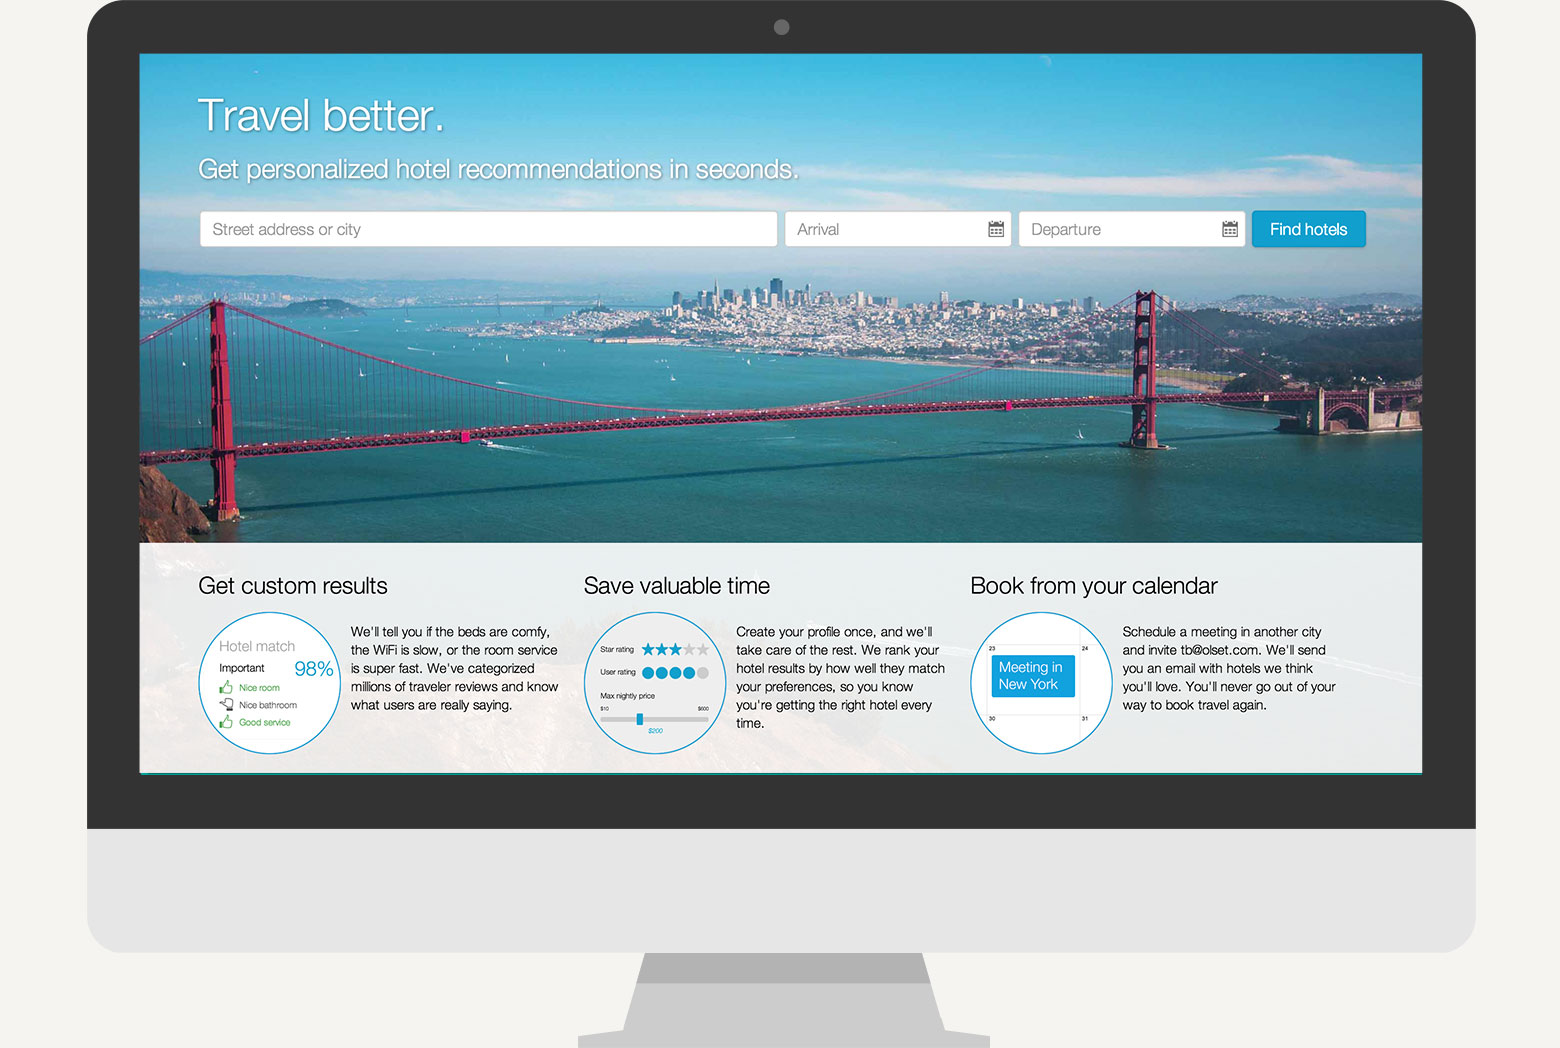 Travel better.
Get personalized hotel recommendations in seconds.
Street address or city
Arrival
Departure
Find hotels
Get custom results
Hotel match
Important
98%
Nice room
Nice bathroom
Good service
We'll tell you if the beds are comfy,
the WiFi is slow, or the room service
is super fast. We've categorized
millions of traveler reviews and know
what users are really saying.
Save valuable time
Star rating
User rating
Max nightly price
$10
$600
$200
Create your profile once, and we'll
take care of the rest. We rank your
hotel results by how well they match
your preferences, so you know
you're getting the right hotel every
time.
Book from your calendar
23
24
Meeting in
New York
30
31
Schedule a meeting in another city
and invite tb@olset.com. We'll send
you an email with hotels we think
you'll love. You'll never go out of your
way to book travel again.